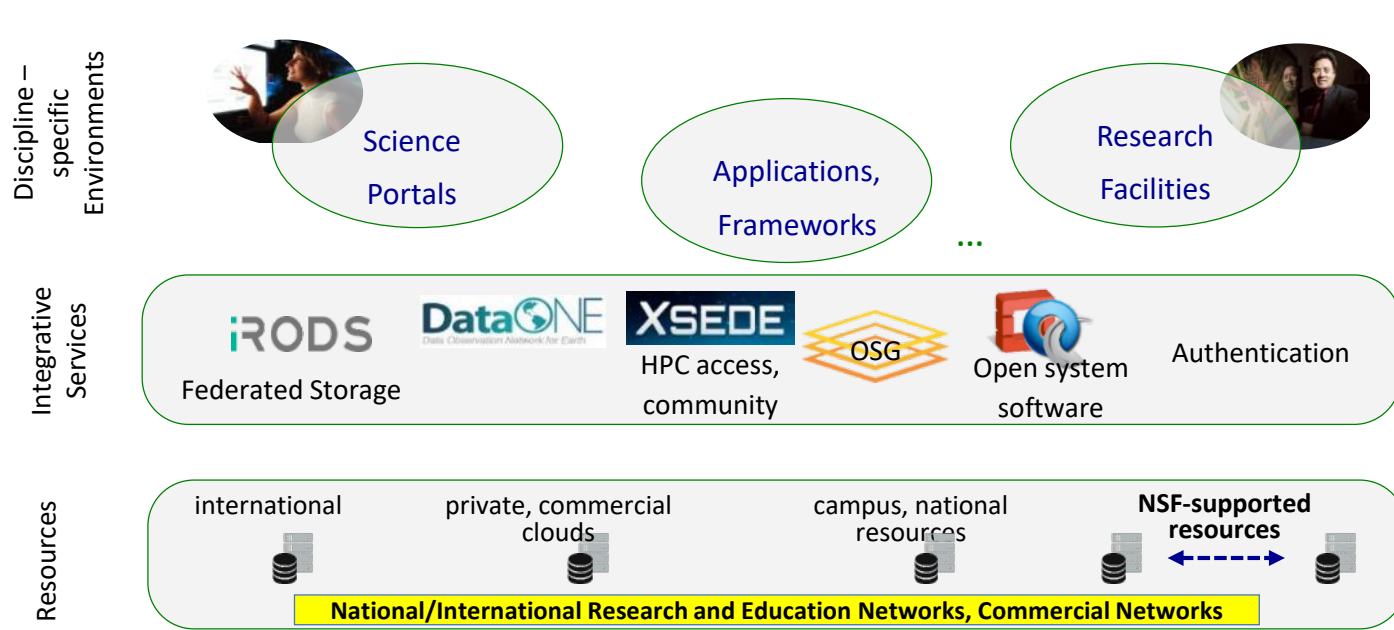 Discipline –
specific
Environments
Science
Portals
Applications,
Frameworks
...
Research
Facilities
Integrative
Services
iRODS
Federated Storage
DataONE
Data Observation Network for Earth
XSEDE
HPC access,
community
OSG
Open system
software
Authentication
Resources
international
private, commercial
clouds
campus, national
resources
NSF-supported
resources
National/International Research and Education Networks, Commercial Networks